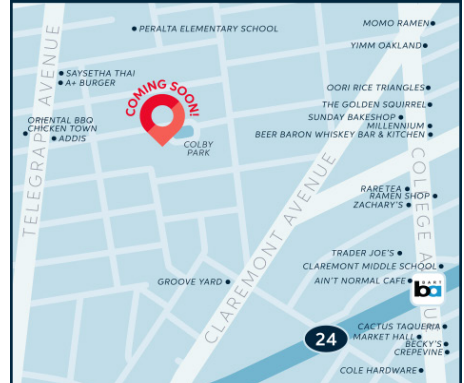 MOMO RAMEN
PERALTA ELEMENTARY SCHOOL
YIMM OAKLAND
SAYSETHA THAI
A+ BURGER
COMING SOON!
OORI RICE TRIANGLES
THE GOLDEN SQUIRREL
SUNDAY BAKESHOP
MILLENNIUM
BEER BARON WHISKEY BAR & KITCHEN
ORIENTAL BBQ
CHICKEN TOWN
ADDIS
COLBY
PARK
TELEGRAPH AVENUE
CLAREMONT AVENUE
COLLEGE AVENUE
RARE TEA
RAMEN SHOP
ZACHARY'S
TRADER JOE'S
CLAREMONT MIDDLE SCHOOL
AIN'T NORMAL CAFE
BART
ba
GROOVE YARD
24
CACTUS TAQUERIA
MARKET HALL
BECKY'S
CREPEVINE
COLE HARDWARE